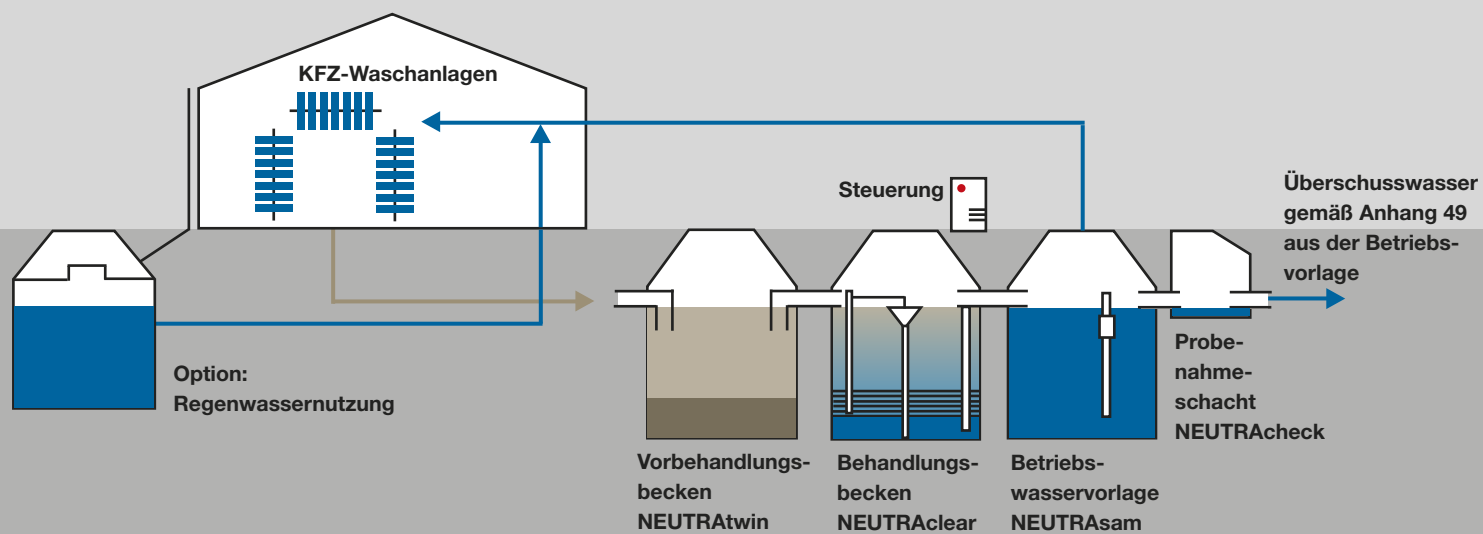 KFZ-Waschanlagen
Steuerung
Überschusswasser
gemäß Anhang 49
aus der Betriebs-
vorlage
Option:
Regenwassernutzung
Probe-
nahme-
schacht
NEUTRAcheck
Vorbehandlungs-
becken
NEUTRAtwin
Behandlungs-
becken
NEUTRAclear
Betriebs-
wasservorlage
NEUTRAsam